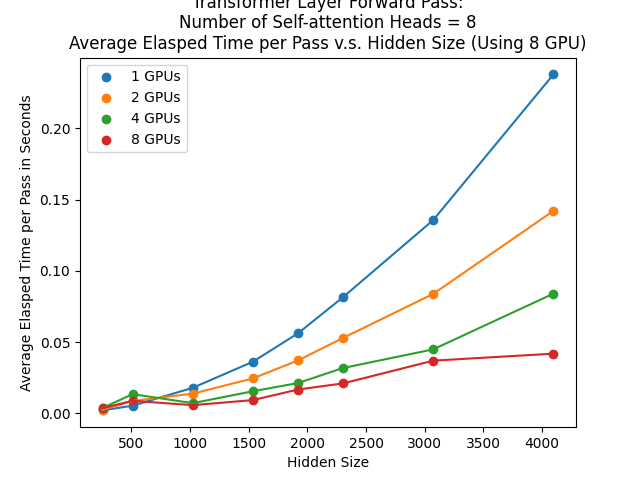 Transformer Layer Forward Pass:
Number of Self-attention Heads = 8
Average Elasped Time per Pass v.s. Hidden Size (Using 8 GPU)
1 GPUs
2 GPUs
4 GPUs
8 GPUs
Average Elasped Time per Pass in Seconds
0.20
0.15
0.10
0.05
0.00
500 1000 1500 2000 2500 3000 3500 4000
Hidden Size